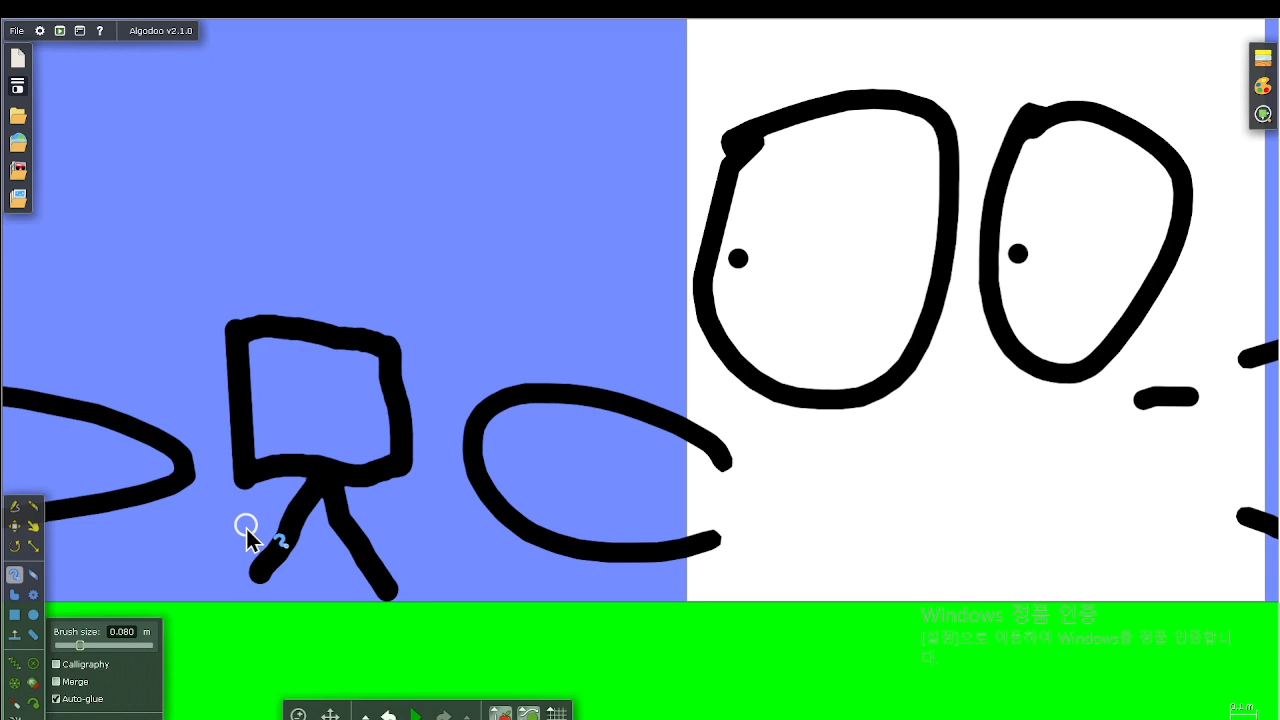 File
?
Algodoo v2.1.0
Windows 정품 인증
[설정]으로 이동하여 Windows를 정품 인증합니
다.
Brush size: 0.080 m
Calligraphy
Merge
Auto-glue